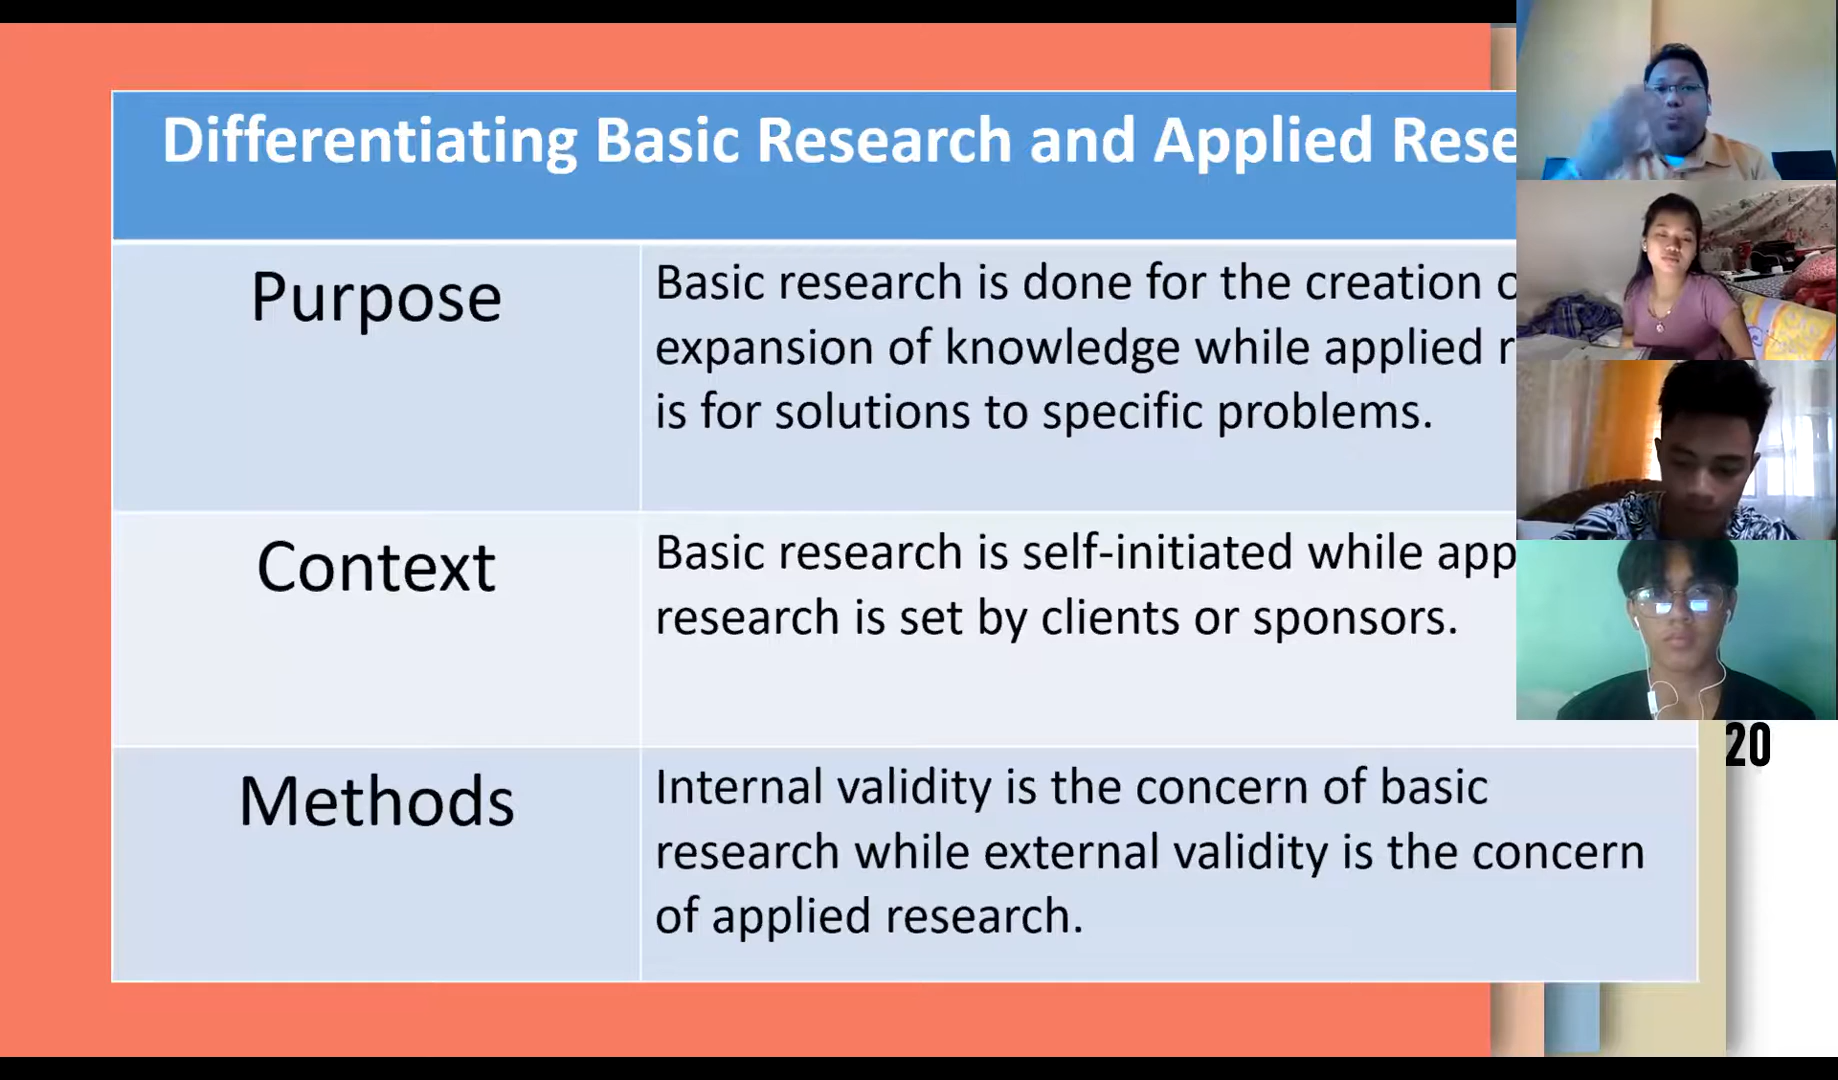 Differentiating Basic Research and Applied Rese
Purpose
Basic research is done for the creation
expansion of knowledge while applied r
is for solutions to specific problems.
Context
Basic research is self-initiated while app
research is set by clients or sponsors.
Methods
Internal validity is the concern of basic
research while external validity is the concern
of applied research.
20